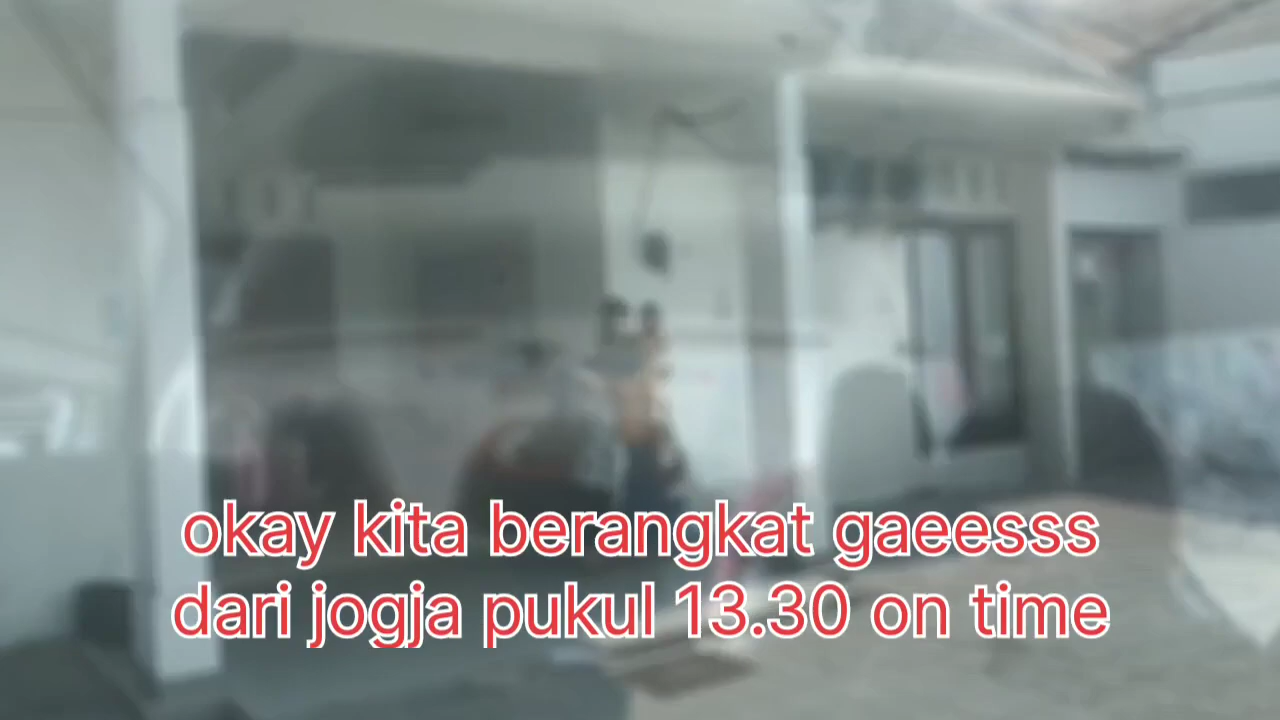 okay kita berangkat gaeesss
dari jogja pukul 13.30 on time